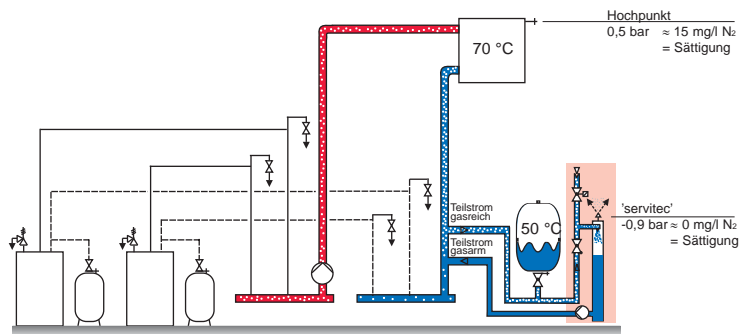 Hochpunkt
0,5 bar ≈ 15 mg/l N₂
= Sättigung
70 °C
Teilstrom
gasreich
50 °C
Teilstrom
gasarm
'servitec'
-0,9 bar ≈ 0 mg/l N₂
= Sättigung